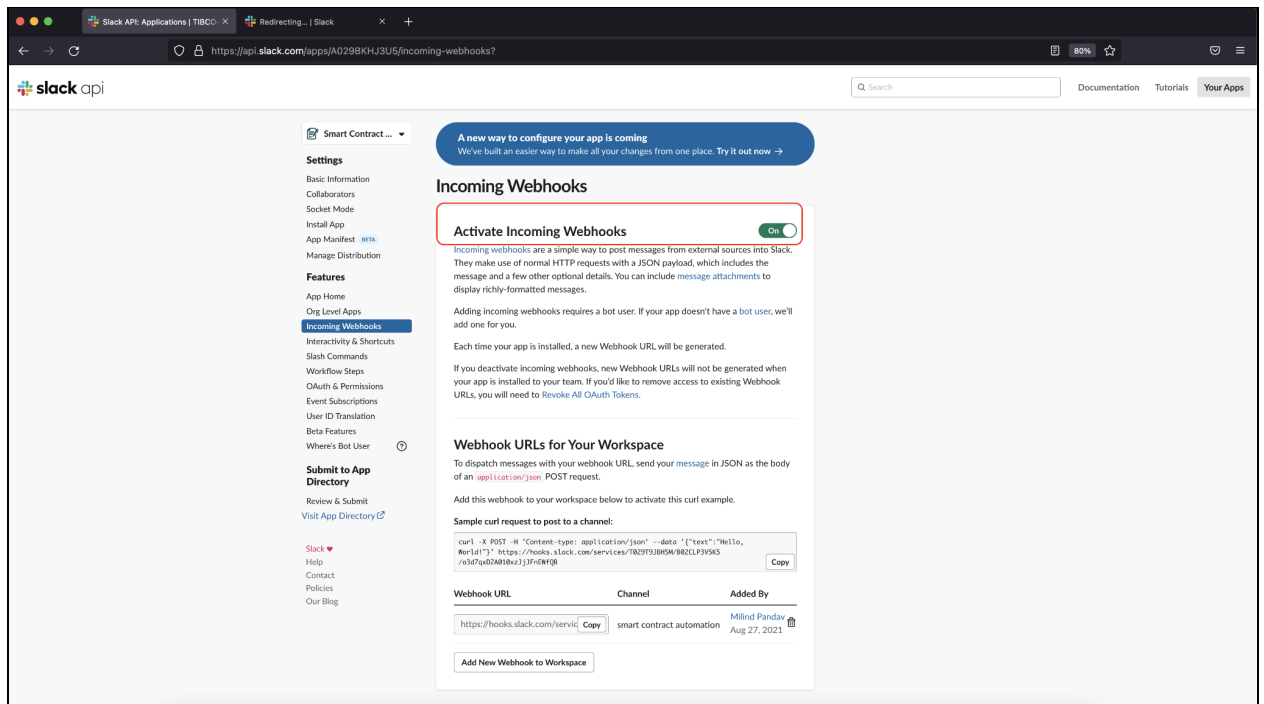 Slack API: Applications | TIBCO
Redirecting... | Slack
https://api.slack.com/apps/A029BKHJ3U5/incoming-webhooks?
80%
slack api
Search
Documentation
Tutorials
Your Apps
Smart Contract ...
Settings
Basic Information
Collaborators
Socket Mode
Install App
App Manifest BETA
Manage Distribution
Features
App Home
Org Level Apps
Incoming Webhooks
Interactivity & Shortcuts
Slash Commands
Workflow Steps
OAuth & Permissions
Event Subscriptions
User ID Translation
Beta Features
Where's Bot User
Submit to App
Directory
Review & Submit
Visit App Directory
Slack
Help
Contact
Policies
Our Blog
A new way to configure your app is coming
We've built an easier way to make all your changes from one place. Try it out now →
Incoming Webhooks
Activate Incoming Webhooks
On
Incoming webhooks are a simple way to post messages from external sources into Slack.
They make use of normal HTTP requests with a JSON payload, which includes the
message and a few other optional details. You can include message attachments to
display richly-formatted messages.
Adding incoming webhooks requires a bot user. If your app doesn't have a bot user, we'll
add one for you.
Each time your app is installed, a new Webhook URL will be generated.
If you deactivate incoming webhooks, new Webhook URLs will not be generated when
your app is installed to your team. If you'd like to remove access to existing Webhook
URLs, you will need to Revoke All OAuth Tokens.
Webhook URLs for Your Workspace
To dispatch messages with your webhook URL, send your message in JSON as the body
of an application/json POST request.
Add this webhook to your workspace below to activate this curl example.
Sample curl request to post to a channel:
curl -X POST -H 'Content-type: application/json' --data '{"text":"Hello,
World!"}' https://hooks.slack.com/services/T029T9JBHSM/B02CLP3V5KS
/o3d7qxD2A010xzJjJFnEWfQB
Copy
Webhook URL
Channel
Added By
https://hooks.slack.com/servic
Copy
smart contract automation
Milind Pandav
Aug 27, 2021
Add New Webhook to Workspace